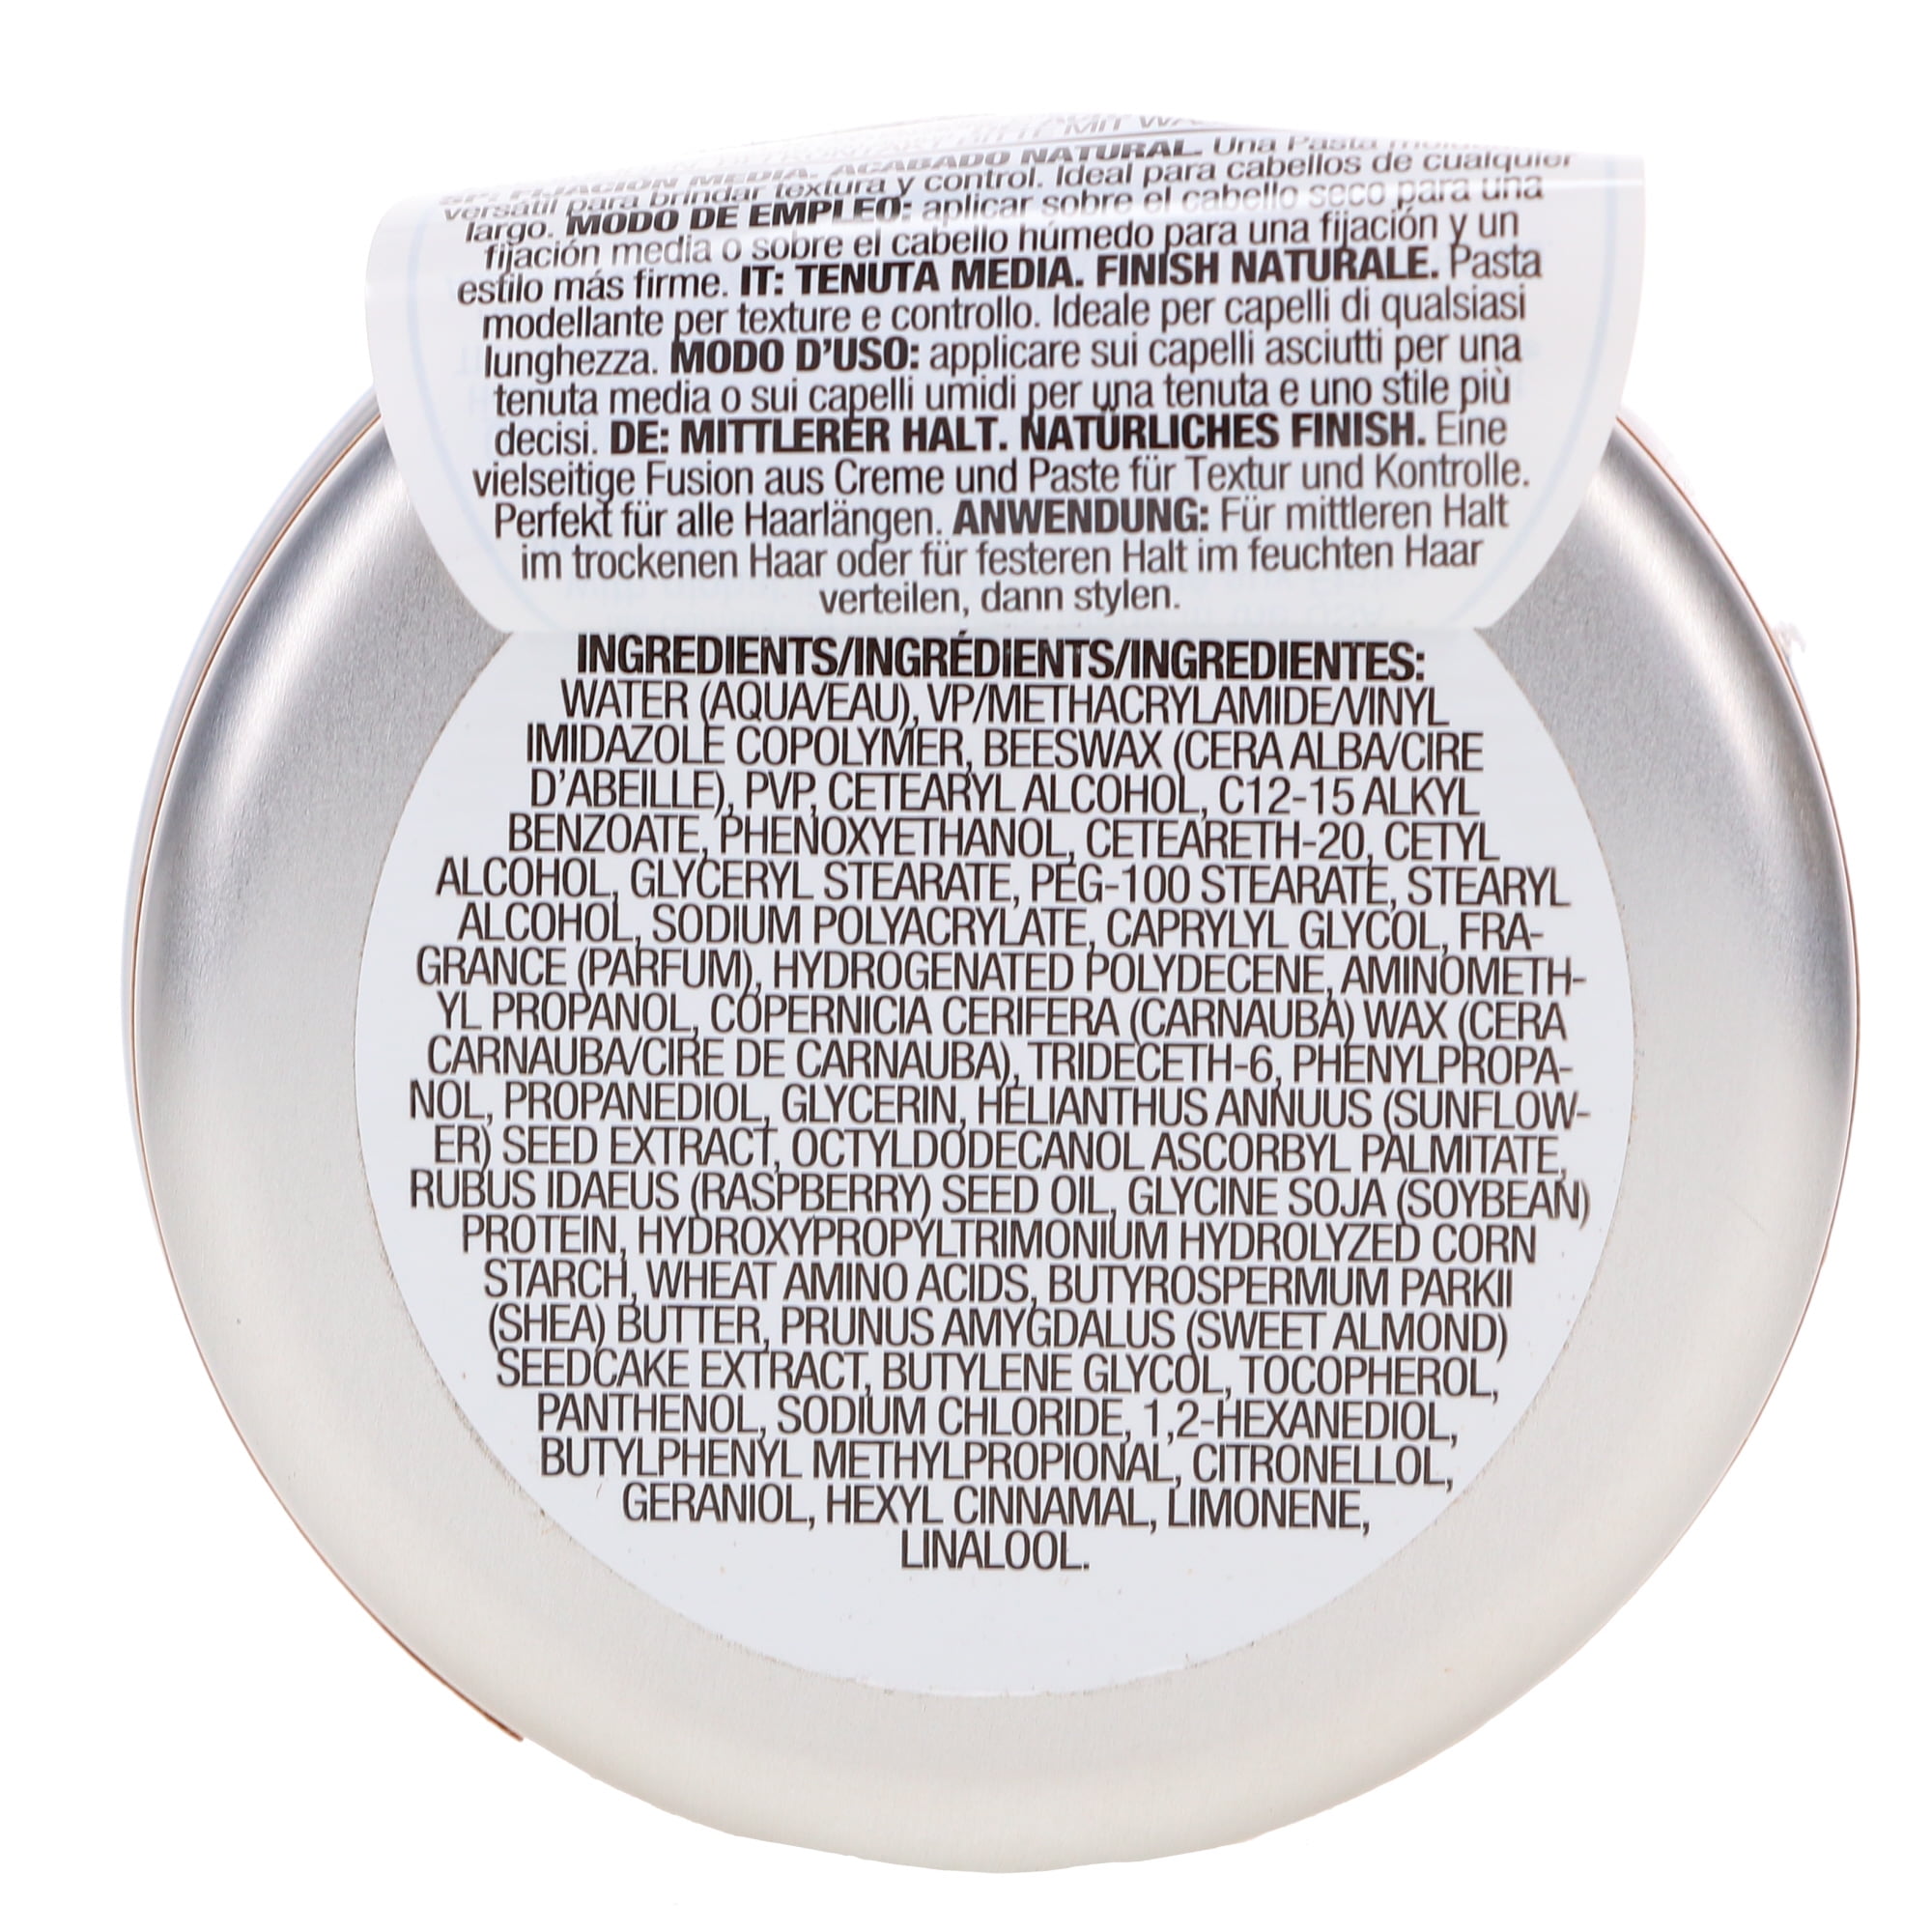 MIT
SP: FIJACIÓN MEDIA. ACABADO NATURAL. Una Pasta
versátil para brindar textura y control. Ideal para cabellos de cualquier
largo. MODO DE EMPLEO: aplicar sobre el cabello seco para una
fijación media o sobre el cabello húmedo para una fijación y un
estilo más firme. IT: TENUTA MEDIA. FINISH NATURALE. Pasta
modellante per texture e controllo. Ideale per capelli di qualsiasi
lunghezza. MODO D'USO: applicare sui capelli asciutti per una
tenuta media o sui capelli umidi per una tenuta e uno stile più
decisi. DE: MITTLERER HALT. NATÜRLICHES FINISH. Eine
vielseitige Fusion aus Creme und Paste für Textur und Kontrolle.
Perfekt für alle Haarlängen. ANWENDUNG: Für mittleren Halt
im trockenen Haar oder für festeren Halt im feuchten Haar
verteilen, dann stylen.
INGREDIENTS/INGRÉDIENTS/INGREDIENTES:
WATER (AQUA/EAU), VP/METHACRYLAMIDE/VINYL
IMIDAZOLE COPOLYMER, BEESWAX (CERA ALBA/CIRE
D'ABEILLE), PVP, CETEARYL ALCOHOL, C12-15 ALKYL
BENZOATE, PHENOXYETHANOL, CETEARETH-20, CETYL
ALCOHOL, GLYCERYL STEARATE, PEG-100 STEARATE, STEARYL
ALCOHOL, SODIUM POLYACRYLATE, CAPRYLYL GLYCOL, FRA-
GRANCE (PARFUM), HYDROGENATED POLYDECENE, AMINOMETH-
YL PROPANOL, COPERNICIA CERIFERA (CARNAUBA) WAX (CERA
CARNAUBA/CIRE DE CARNAUBA), TRIDECETH-6, PHENYLPROPA-
NOL, PROPANEDIOL, GLYCERIN, HELIANTHUS ANNUUS (SUNFLOW-
ER) SEED EXTRACT, OCTYLDODECANOL ASCORBYL PALMITATE,
RUBUS IDAEUS (RASPBERRY) SEED OIL, GLYCINE SOJA (SOYBEAN)
PROTEIN, HYDROXYPROPYLTRIMONIUM HYDROLYZED CORN
STARCH, WHEAT AMINO ACIDS, BUTYROSPERMUM PARKII
(SHEA) BUTTER, PRUNUS AMYGDALUS (SWEET ALMOND)
SEEDCAKE EXTRACT, BUTYLENE GLYCOL, TOCOPHEROL,
PANTHENOL, SODIUM CHLORIDE, 1,2-HEXANEDIOL,
BUTYLPHENYL METHYLPROPIONAL, CITRONELLOL,
GERANIOL, HEXYL CINNAMAL, LIMONENE,
LINALOOL.